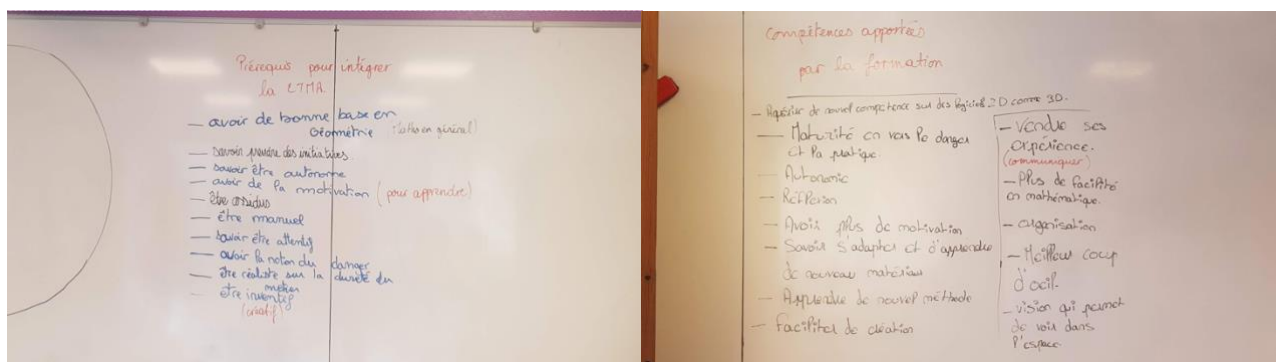 Prérequis pour intégrer
la LTMA.
— avoir de bonne base en
Géométrie (Maths en général)
— savoir prendre des initiatives.
— savoir être autonome
— avoir de la motivation (pour apprendre)
— être assidus
— être manuel
— savoir être attentif
— avoir la notion du danger
— être réaliste sur la dureté du
métier
— être inventif
(créatif)
Compétences apportées
par la formation
— Aquérir de nouvel compétence sur des logiciel 2D comme 3D.
— Maturité en vers le danger
et la pratique.
— Autonomie
— Réflexion
— Avoir plus de motivation
— Savoir s'adapter et d'apprendre
de nouveau matériau
— Apprendre de nouvel méthode
— facilité de création
— Vendre ses
expérience.
(communiquer)
— Plus de facilité
en mathématique.
— organisation
— Meilleur coup
d'oeil.
— vision qui permet
de voir dans
l'espace.